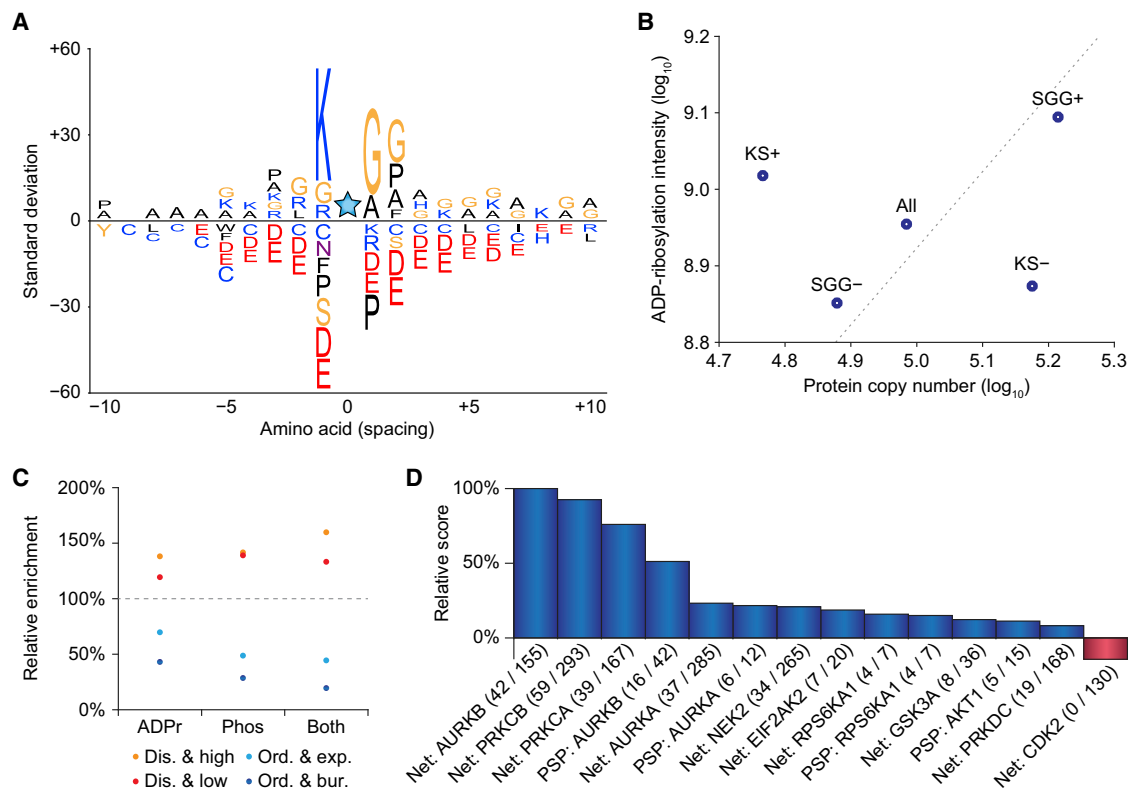 A
+60
+30
0
−30
−60
Standard deviation
−10
−5
0
+5
+10
Amino acid (spacing)
P
A
Y
C
A
L
C
A
C
A
E
C
G
K
A
W
F
D
E
C
K
A
C
D
E
P
A
K
G
R
D
E
G
R
L
C
D
E
K
G
R
C
N
F
P
S
D
E
G
A
K
R
D
E
P
G
P
A
F
C
S
D
E
A
H
G
C
D
E
K
G
C
K
D
E
G
A
L
D
E
G
K
A
C
E
D
A
G
I
C
E
K
E
H
G
A
E
A
G
R
L
B
9.2
9.1
9.0
8.9
8.8
ADP-ribosylation intensity (log10)
SGG+
KS+
All
KS−
SGG−
4.7
4.8
4.9
5.0
5.1
5.2
5.3
Protein copy number (log10)
C
200%
150%
100%
50%
0%
Relative enrichment
ADPr
Phos
Both
Dis. & high
Ord. & exp.
Dis. & low
Ord. & bur.
D
100%
50%
0%
Relative score
Net: AURKB (42 / 155)
Net: PRKCB (59 / 293)
Net: PRKCA (39 / 167)
PSP: AURKB (16 / 42)
Net: AURKA (37 / 285)
PSP: AURKA (6 / 12)
Net: NEK2 (34 / 265)
Net: EIF2AK2 (7 / 20)
Net: RPS6KA1 (4 / 7)
PSP: RPS6KA1 (4 / 7)
Net: GSK3A (8 / 36)
PSP: AKT1 (5 / 15)
Net: PRKDC (19 / 168)
Net: CDK2 (0 / 130)